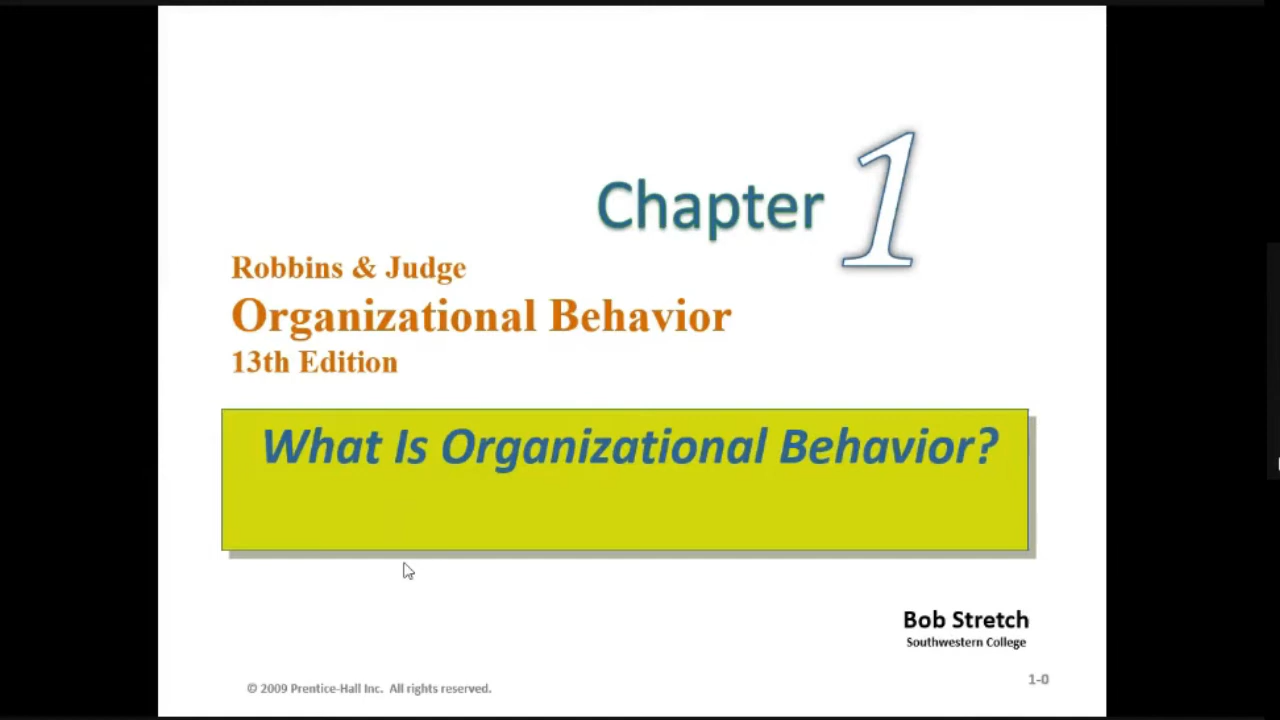 Chapter 1
Robbins & Judge
Organizational Behavior
13th Edition
What Is Organizational Behavior?
Bob Stretch
Southwestern College
© 2009 Prentice-Hall Inc. All rights reserved.
1-0